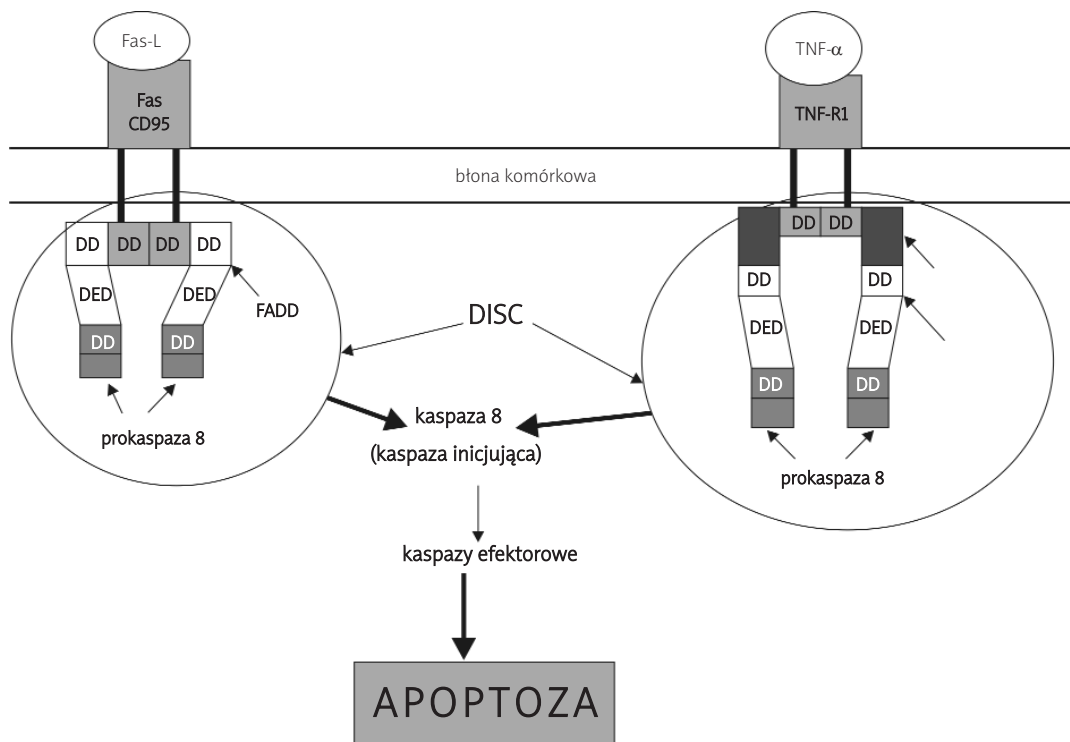 Fas-L
TNF-α
Fas
CD95
TNF-R1
błona komórkowa
DD DD DD DD
DD DD
DED DED
FADD
DD DD
DISC
DED DED
DD DD
prokaspaza 8
DD DD
kaspaza 8
(kaspaza inicjująca)
prokaspaza 8
kaspazy efektorowe
APOPTOZA